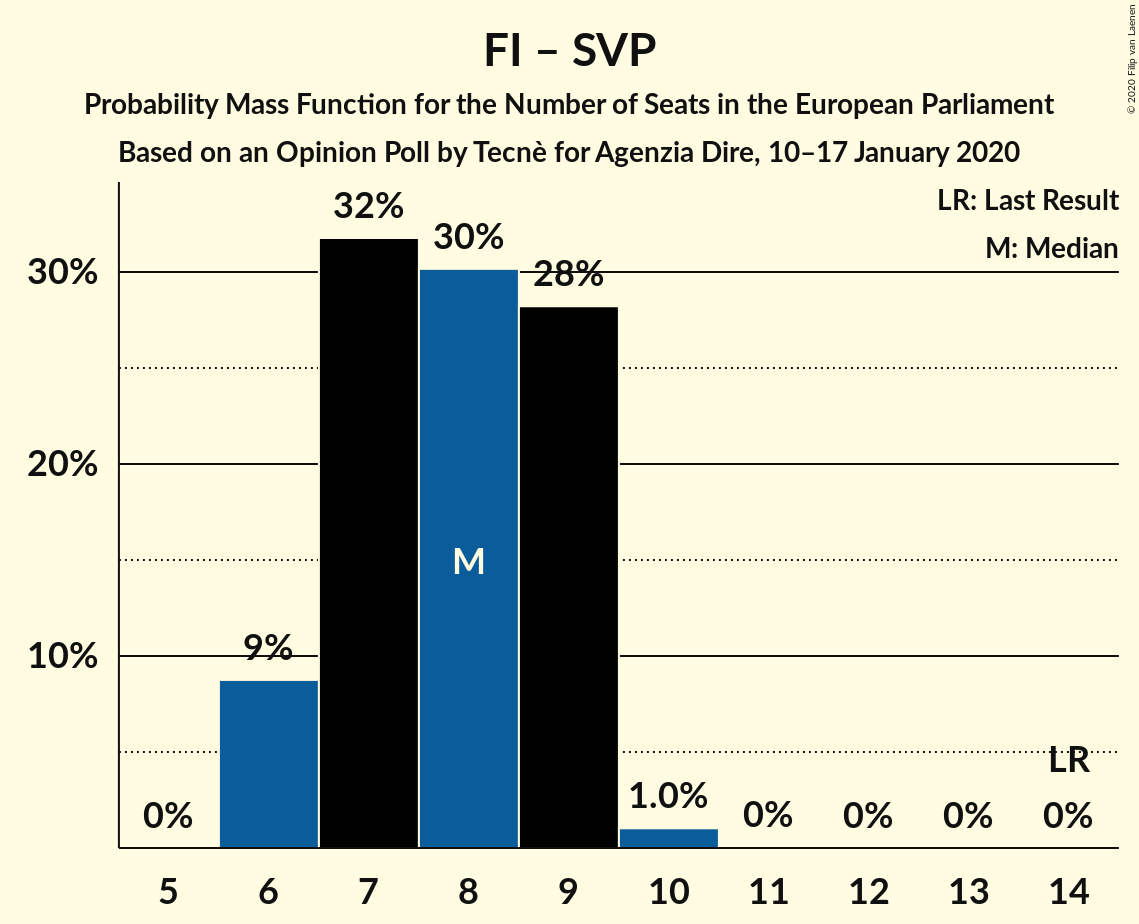 FI – SVP
Probability Mass Function for the Number of Seats in the European Parliament
Based on an Opinion Poll by Tecnè for Agenzia Dire, 10–17 January 2020
© 2020 Filip van Laenen
LR: Last Result
M: Median
32%
30%
28%
30%
20%
M
9%
10%
LR
0%
1.0%
0%
0%
0%
0%
5
6
7
8
9
10
11
12
13
14